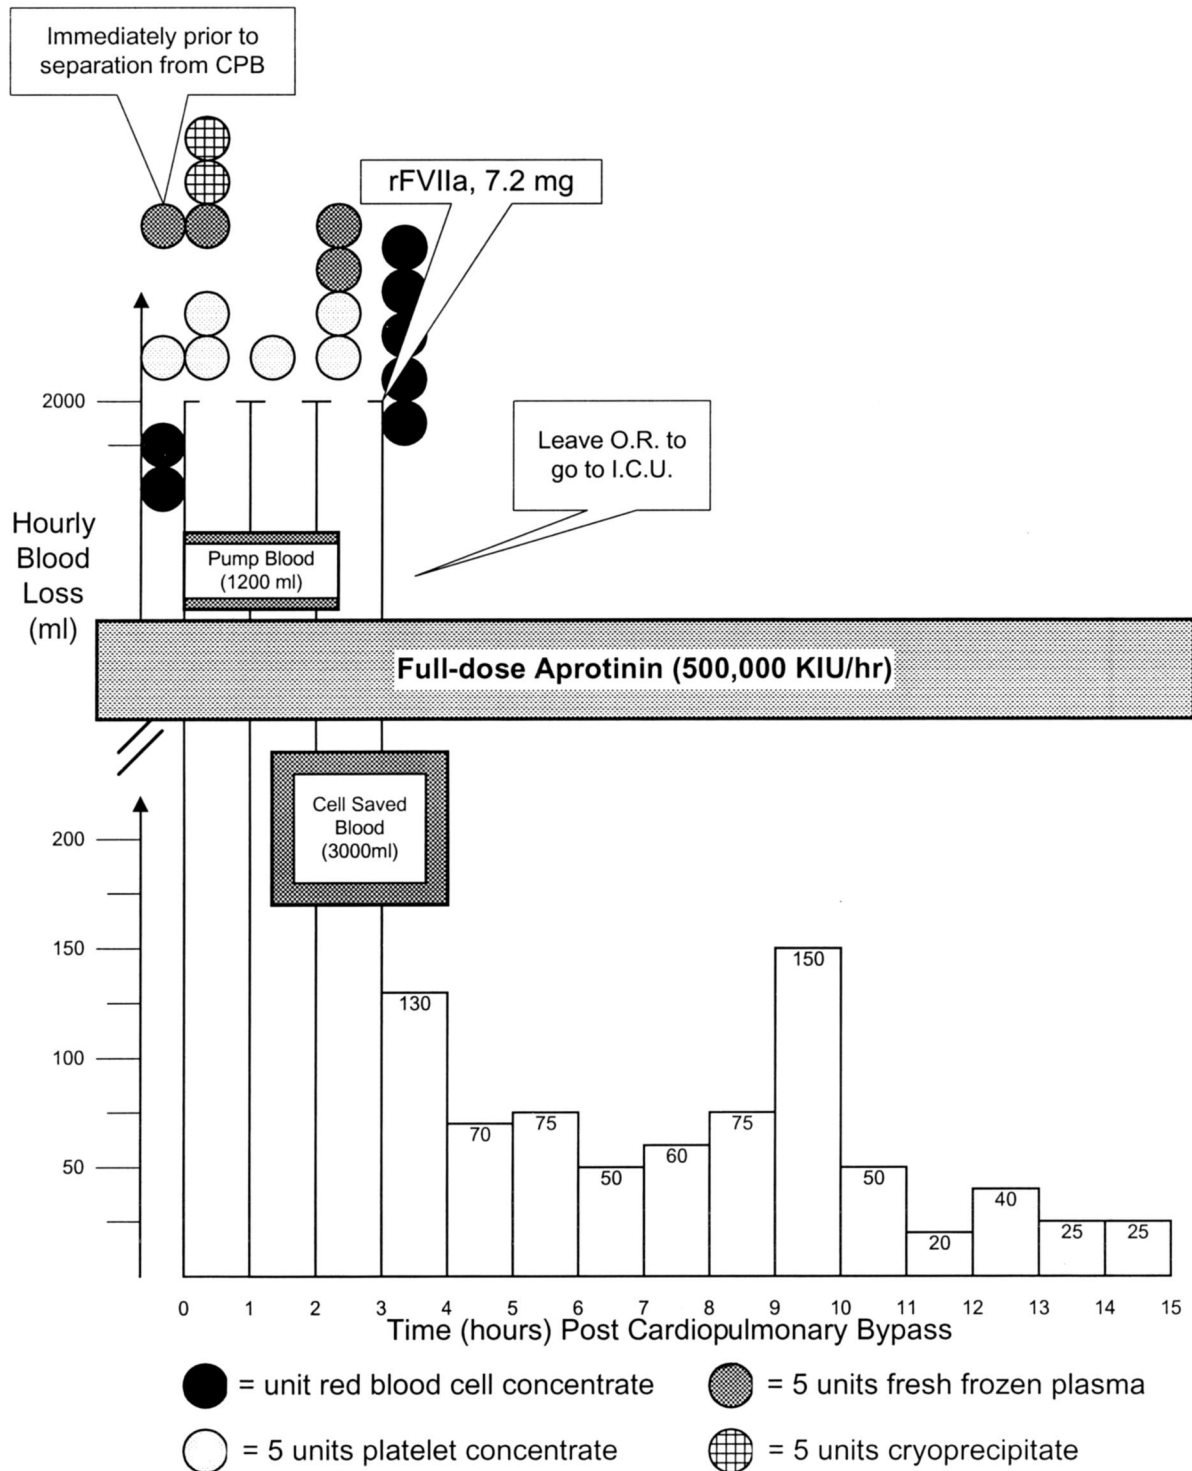 Immediately prior to
separation from CPB
rFVIIa, 7.2 mg
2000
Leave O.R. to
go to I.C.U.
Hourly
Blood
Loss
(ml)
Pump Blood
(1200 ml)
Full-dose Aprotinin (500,000 KIU/hr)
Cell Saved
Blood
(3000ml)
200
150
100
50
130
70
75
50
60
75
150
50
20
40
25
25
0 1 2 3 4 5 6 7 8 9 10 11 12 13 14 15
Time (hours) Post Cardiopulmonary Bypass
= unit red blood cell concentrate
= 5 units fresh frozen plasma
= 5 units platelet concentrate
= 5 units cryoprecipitate